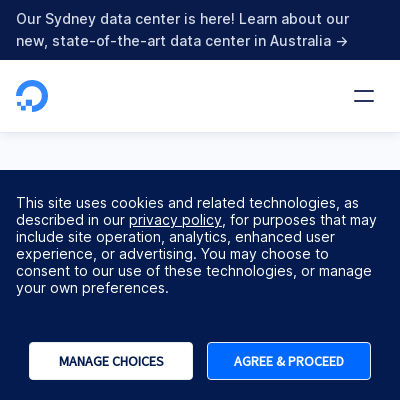 Our Sydney data center is here! Learn about our
new, state-of-the-art data center in Australia →
This site uses cookies and related technologies, as
described in our privacy policy, for purposes that may
include site operation, analytics, enhanced user
experience, or advertising. You may choose to
consent to our use of these technologies, or manage
your own preferences.
MANAGE CHOICES
AGREE & PROCEED